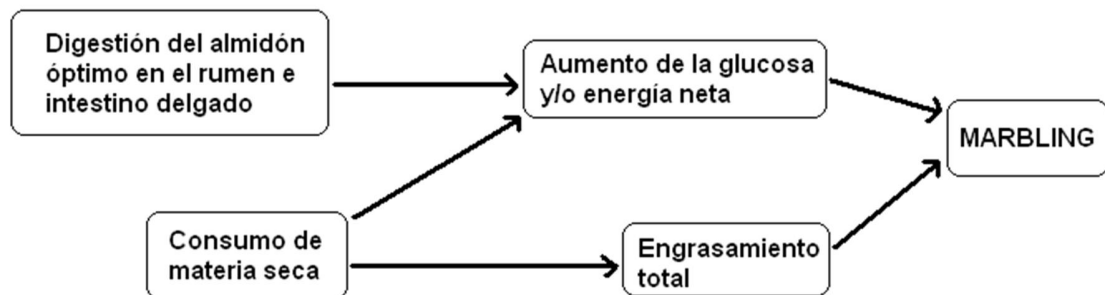 Digestión del almidón
óptimo en el rumen e
intestino delgado
Aumento de la glucosa
y/o energía neta
MARBLING
Consumo de
materia seca
Engrasamiento
total